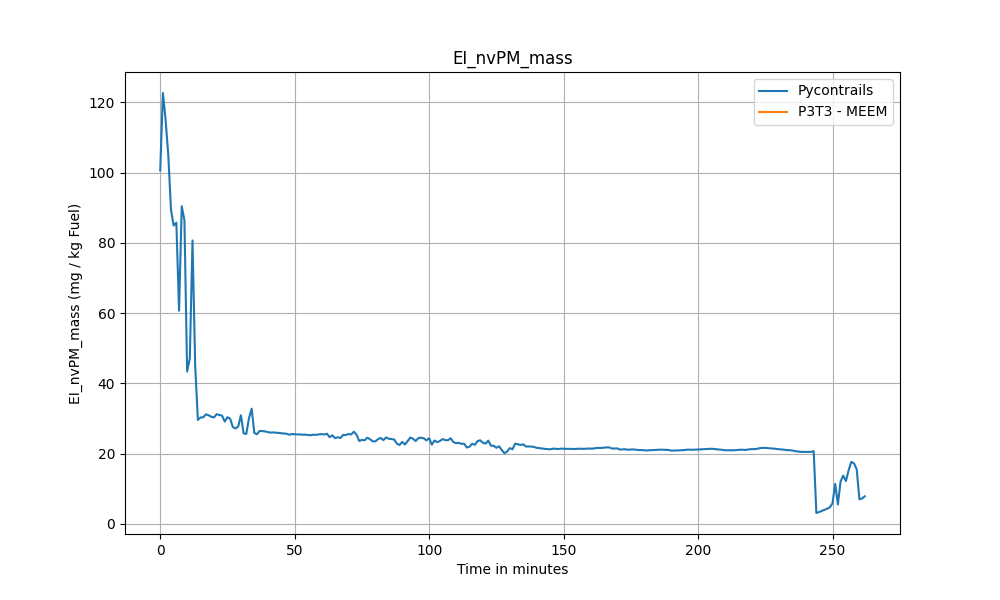 EI_nvPM_mass
Pycontrails
P3T3 - MEEM
EI_nvPM_mass (mg / kg Fuel)
120
100
80
60
40
20
0
0 50 100 150 200 250
Time in minutes